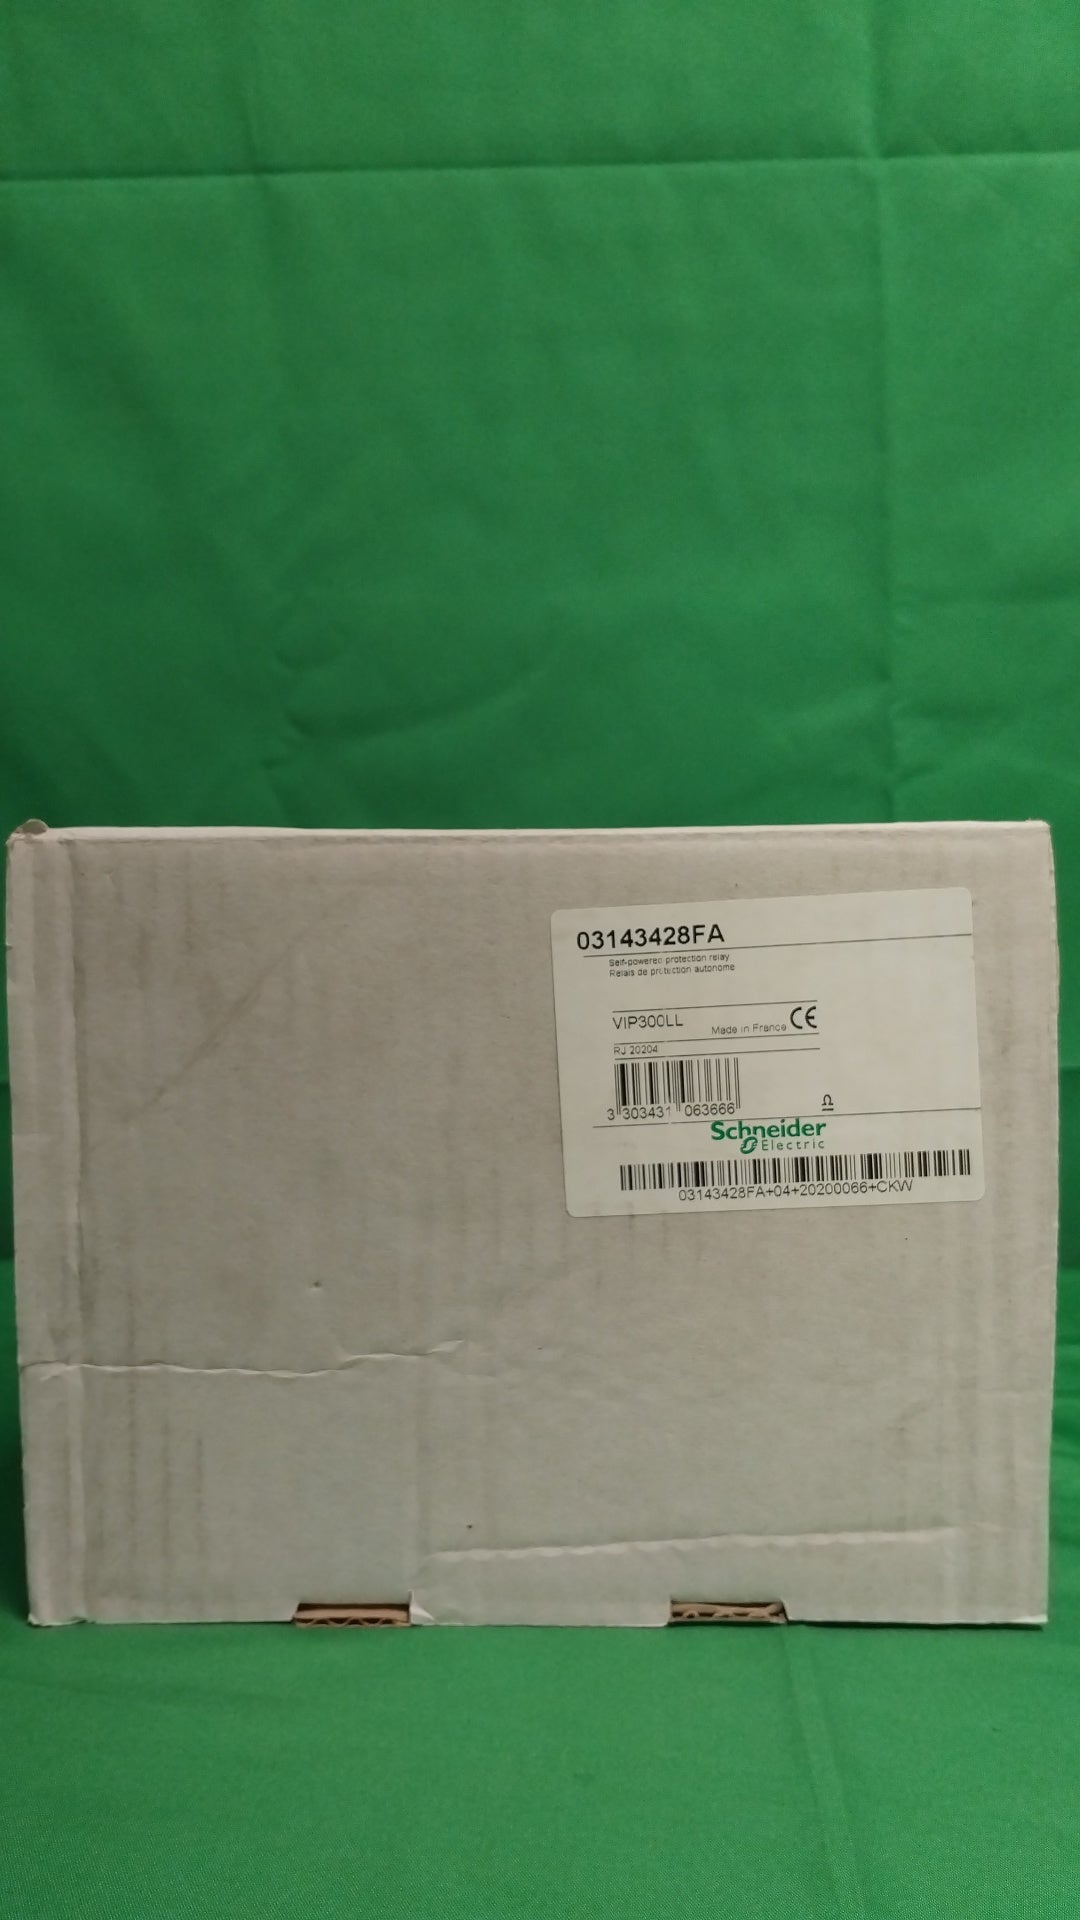 03143428FA
Self-powered protection relay
Relais de protection autonome
VIP300LL Made in France CE
RJ 20204
3 303431 063666
Schneider
Electric
03143428FA+04+20200066+CKW